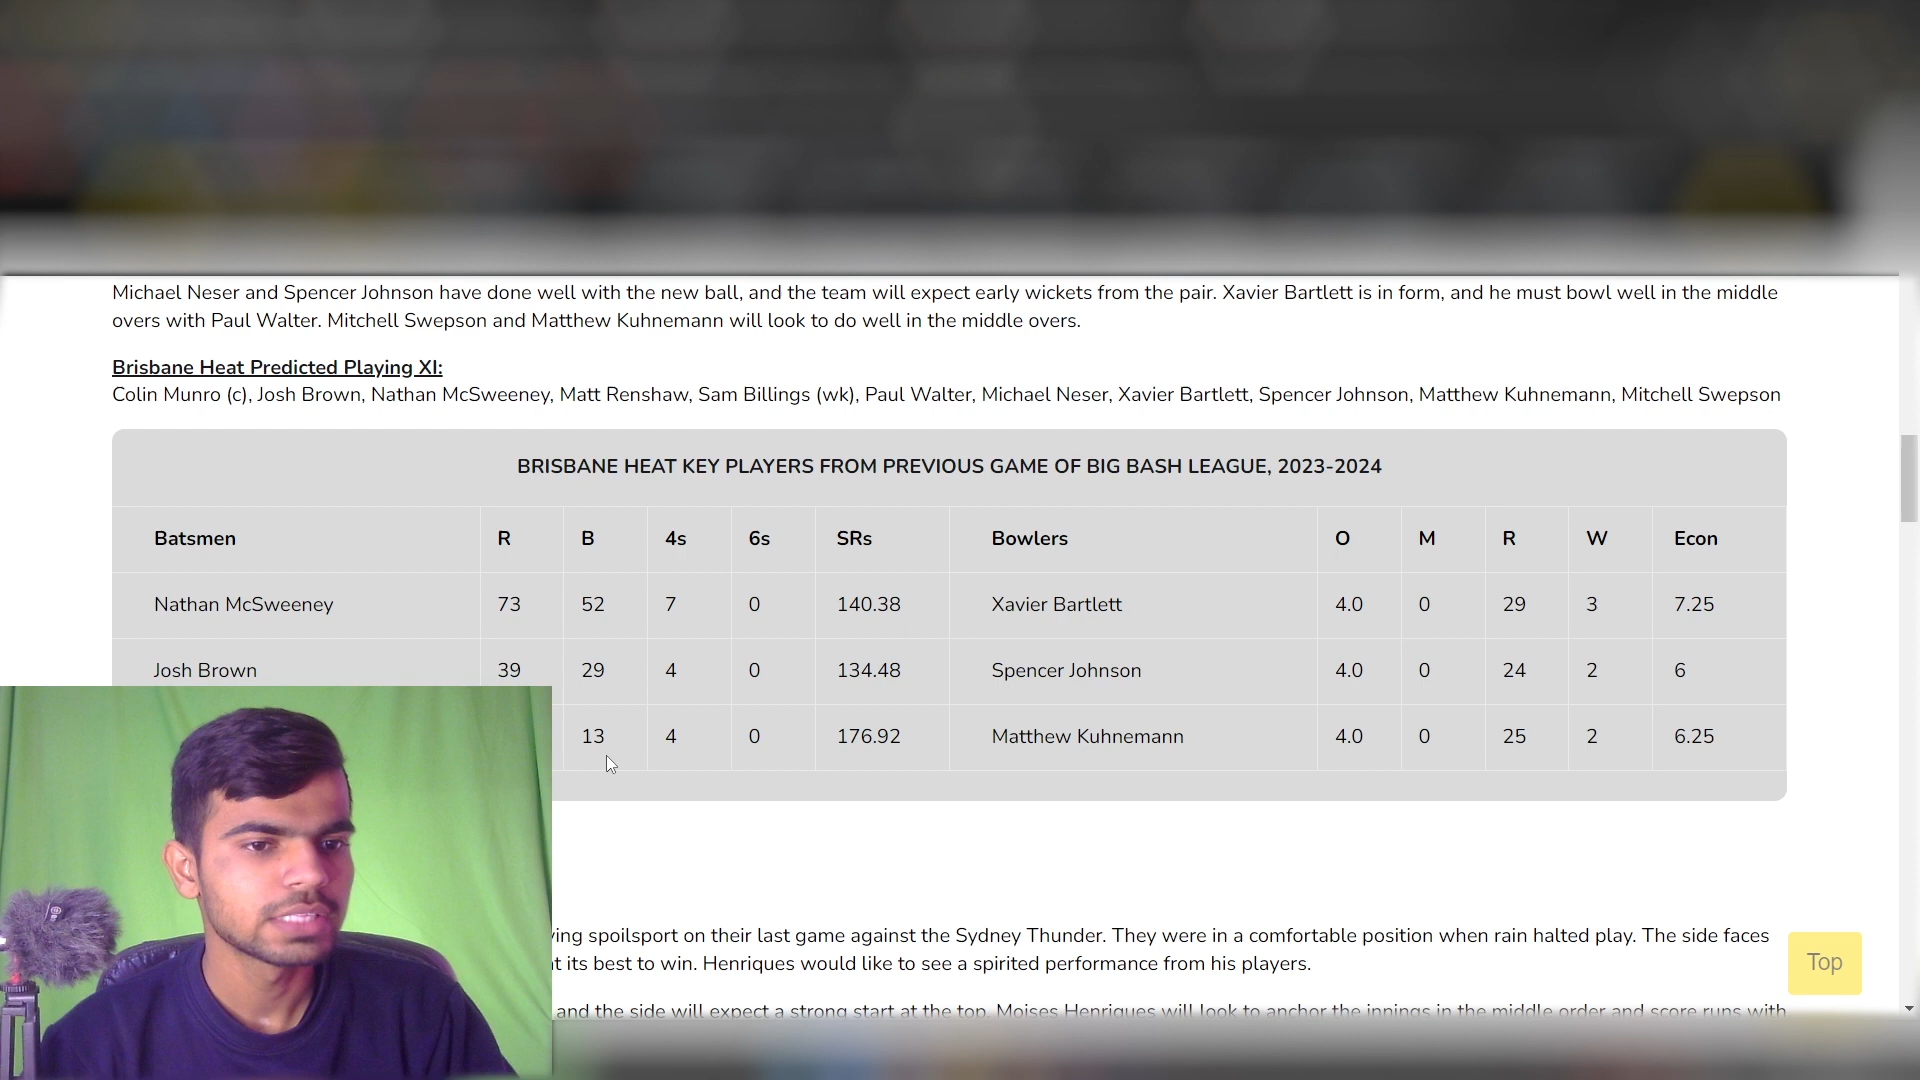 Michael Neser and Spencer Johnson have done well with the new ball, and the team will expect early wickets from the pair. Xavier Bartlett is in form, and he must bowl well in the middle
overs with Paul Walter. Mitchell Swepson and Matthew Kuhnemann will look to do well in the middle overs.
Brisbane Heat Predicted Playing XI:
Colin Munro (c), Josh Brown, Nathan McSweeney, Matt Renshaw, Sam Billings (wk), Paul Walter, Michael Neser, Xavier Bartlett, Spencer Johnson, Matthew Kuhnemann, Mitchell Swepson
BRISBANE HEAT KEY PLAYERS FROM PREVIOUS GAME OF BIG BASH LEAGUE, 2023-2024
Batsmen R B 4s 6s SRs Bowlers O M R W Econ
Nathan McSweeney 73 52 7 0 140.38 Xavier Bartlett 4.0 0 29 3 7.25
Josh Brown 39 29 4 0 134.48 Spencer Johnson 4.0 0 24 2 6
13 4 0 176.92 Matthew Kuhnemann 4.0 0 25 2 6.25
ying spoilsport on their last game against the Sydney Thunder. They were in a comfortable position when rain halted play. The side faces
its best to win. Henriques would like to see a spirited performance from his players.
Top
and the side will expect a strong start at the top. Moises Henriques will look to anchor the innings in the middle order and score runs with